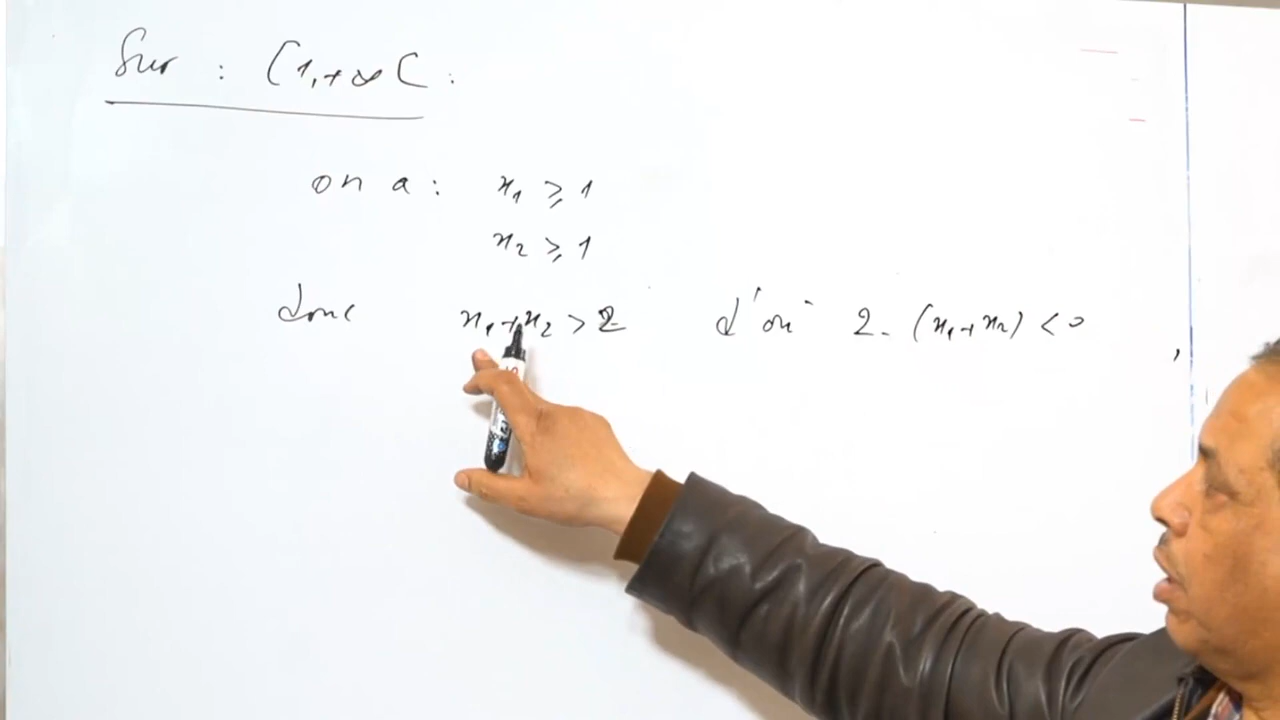 Sur : [1,+∞[ :
on a : x₁ ⩾ 1
x₂ ⩾ 1
donc x₁+x₂ > 2 d'où 2-(x₁+x₂) < 0 ,